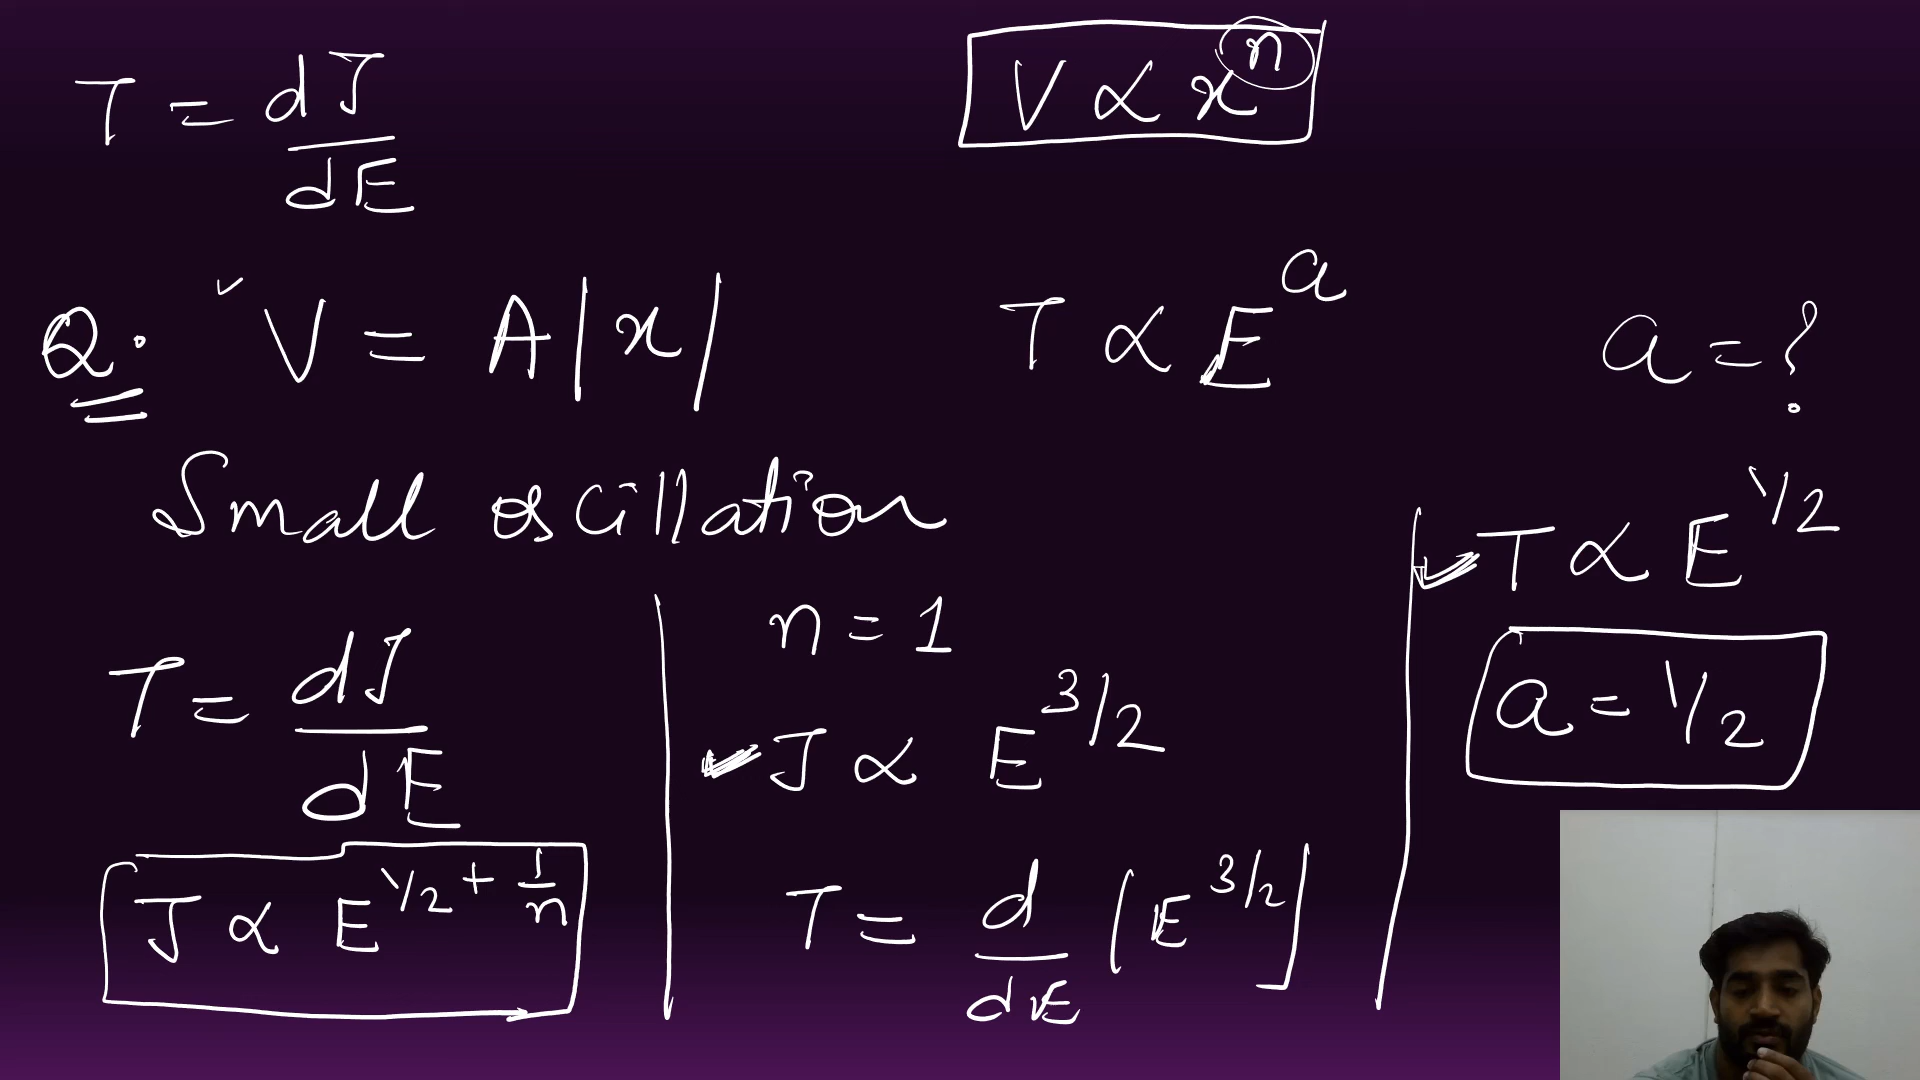 T = dJ/dE
V ∝ x^n
Q. V = A|x|
T ∝ E^a
a = ?
Small oscillation
T = dJ/dE
J ∝ E^(1/2 + 1/n)
n = 1
J ∝ E^(3/2)
T = d/dE [E^(3/2)]
T ∝ E^(1/2)
a = 1/2